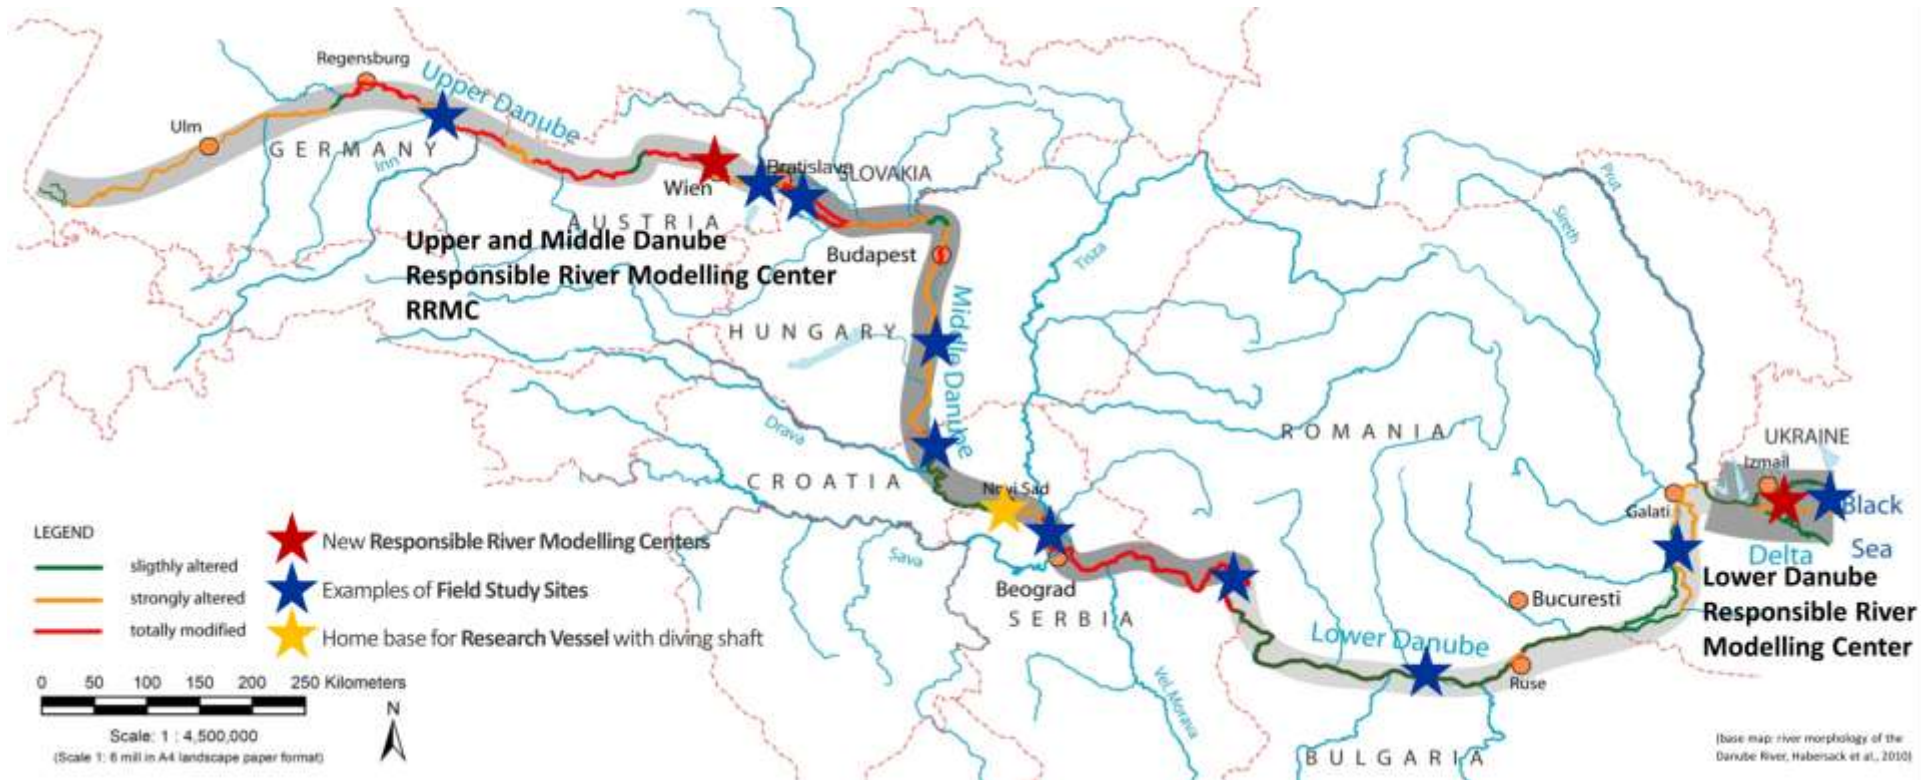 Regensburg
Upper Danube
Ulm
GERMANY
Inn
Bratislava
SLOVAKIA
Wien
AUSTRIA
Upper and Middle Danube
Responsible River Modelling Center
RRMC
Budapest
Tisza
Prut
Sireth
HUNGARY
Middle Danube
Drava
CROATIA
Novi Sad
ROMANIA
UKRAINE
Izmail
Galati
Black
Sea
Delta
Lower Danube
Responsible River
Modelling Center
Sava
Beograd
SERBIA
Bucuresti
Lower Danube
Ruse
Vel.Morava
BULGARIA
LEGEND
sligthly altered
strongly altered
totally modified
New Responsible River Modelling Centers
Examples of Field Study Sites
Home base for Research Vessel with diving shaft
0 50 100 150 200 250 Kilometers
N
Scale: 1 : 4,500,000
(Scale 1: 6 mill in A4 landscape paper format)
(base map: river morphology of the
Danube River, Habersack et al., 2010)